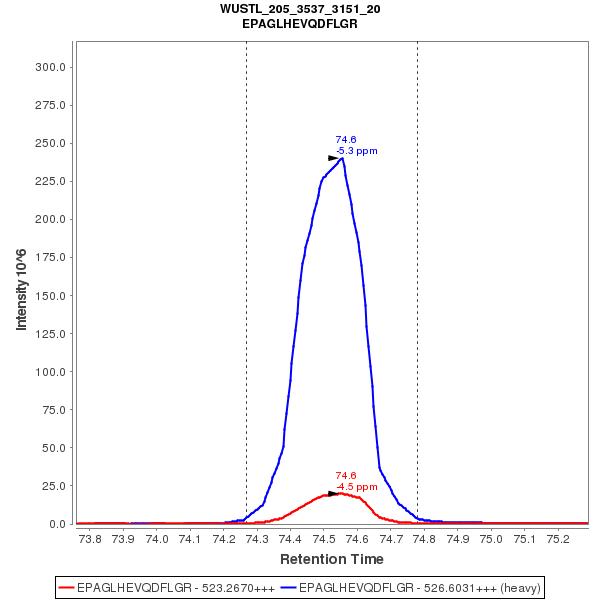 WUSTL_205_3537_3151_20
EPAGLHEVQDFLGR
300.0
275.0
250.0
225.0
200.0
175.0
150.0
125.0
100.0
75.0
50.0
25.0
0.0
Intensity 10^6
74.6
-5.3 ppm
74.6
-4.5 ppm
73.8 73.9 74.0 74.1 74.2 74.3 74.4 74.5 74.6 74.7 74.8 74.9 75.0 75.1 75.2
Retention Time
EPAGLHEVQDFLGR - 523.2670+++ EPAGLHEVQDFLGR - 526.6031+++ (heavy)